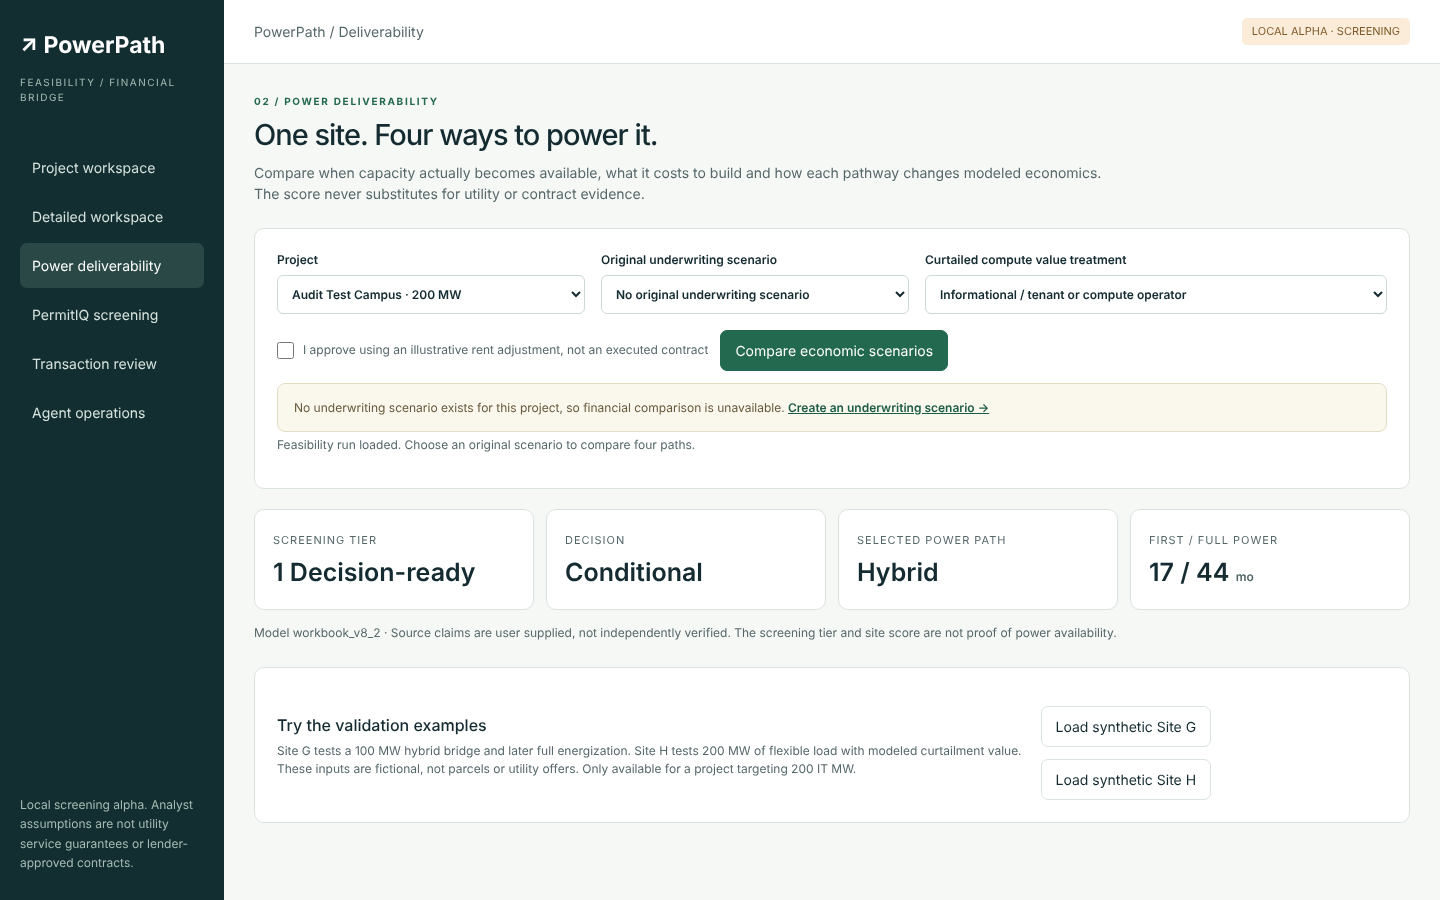 PowerPath
FEASIBILITY / FINANCIAL
BRIDGE
Project workspace
Detailed workspace
Power deliverability
PermitIQ screening
Transaction review
Agent operations
Local screening alpha. Analyst
assumptions are not utility
service guarantees or lender-
approved contracts.
PowerPath / Deliverability
LOCAL ALPHA · SCREENING
02 / POWER DELIVERABILITY
One site. Four ways to power it.
Compare when capacity actually becomes available, what it costs to build and how each pathway changes modeled economics.
The score never substitutes for utility or contract evidence.
Project
Audit Test Campus · 200 MW
Original underwriting scenario
No original underwriting scenario
Curtailed compute value treatment
Informational / tenant or compute operator
I approve using an illustrative rent adjustment, not an executed contract
Compare economic scenarios
No underwriting scenario exists for this project, so financial comparison is unavailable. Create an underwriting scenario →
Feasibility run loaded. Choose an original scenario to compare four paths.
SCREENING TIER
1 Decision-ready
DECISION
Conditional
SELECTED POWER PATH
Hybrid
FIRST / FULL POWER
17 / 44 mo
Model workbook_v8_2 · Source claims are user supplied, not independently verified. The screening tier and site score are not proof of power availability.
Try the validation examples
Site G tests a 100 MW hybrid bridge and later full energization. Site H tests 200 MW of flexible load with modeled curtailment value.
These inputs are fictional, not parcels or utility offers. Only available for a project targeting 200 IT MW.
Load synthetic Site G
Load synthetic Site H